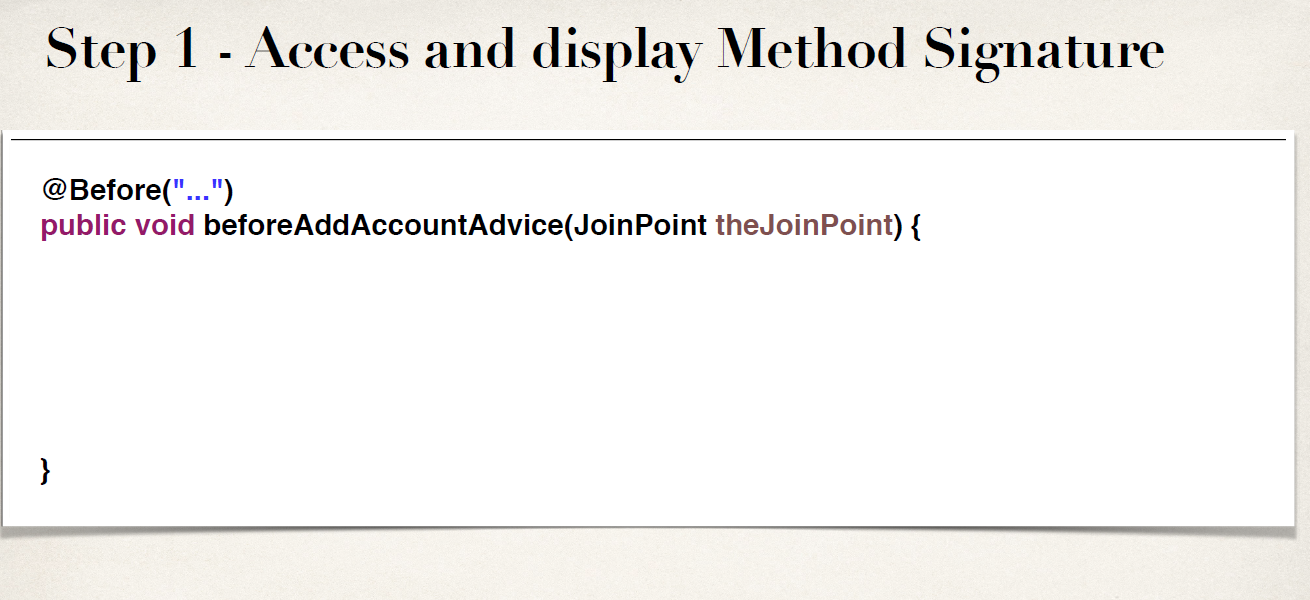 Step 1 - Access and display Method Signature
@Before("...")
public void beforeAddAccountAdvice(JoinPoint theJoinPoint) {
}